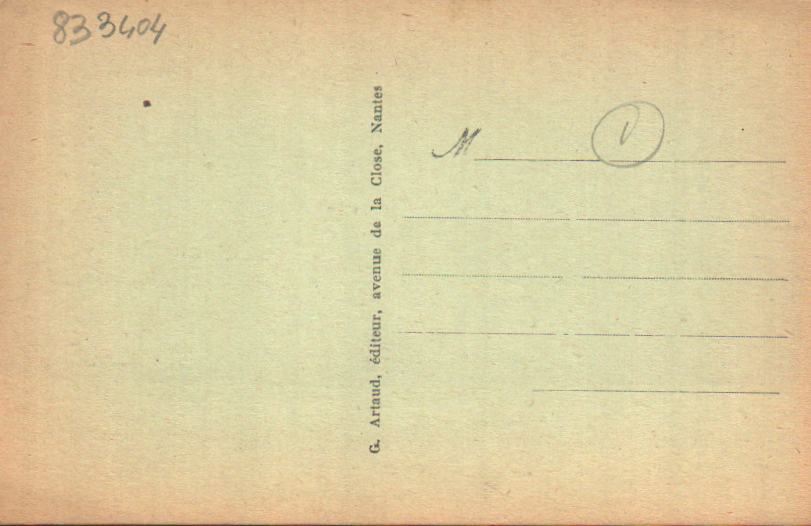 833404
G. Artaud, éditeur, avenue de la Close, Nantes
M
V